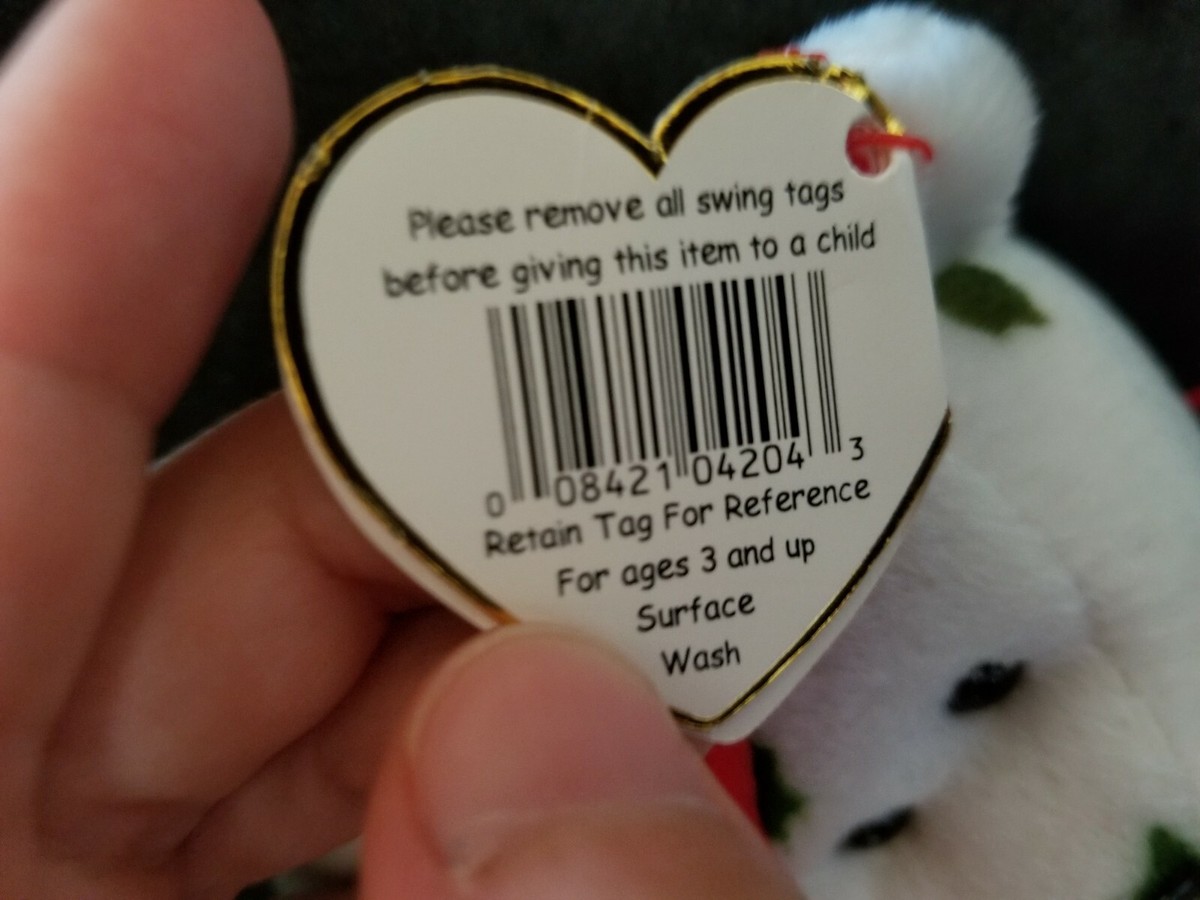 Please remove all swing tags
before giving this item to a child
0 08421 04204 3
Retain Tag For Reference
For ages 3 and up
Surface
Wash